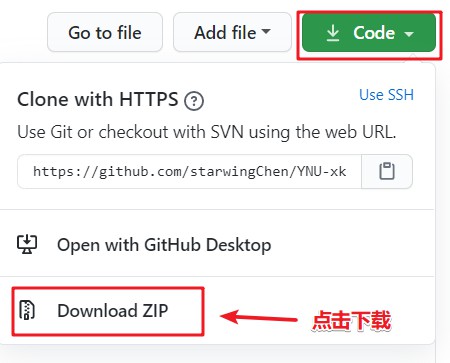 Go to file
Add file
Code
Clone with HTTPS
Use SSH
Use Git or checkout with SVN using the web URL.
https://github.com/starwingChen/YNU-xk
Open with GitHub Desktop
Download ZIP
点击下载